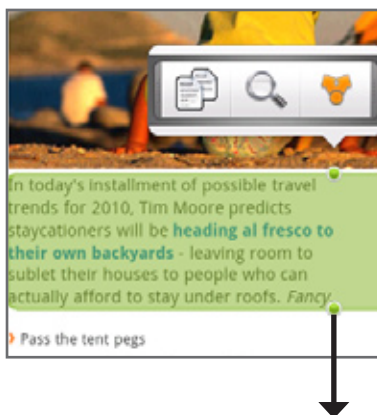 In today's installment of possible travel
trends for 2010, Tim Moore predicts
staycationers will be heading al fresco to
their own backyards - leaving room to
sublet their houses to people who can
actually afford to stay under roofs. Fancy
Pass the tent pegs